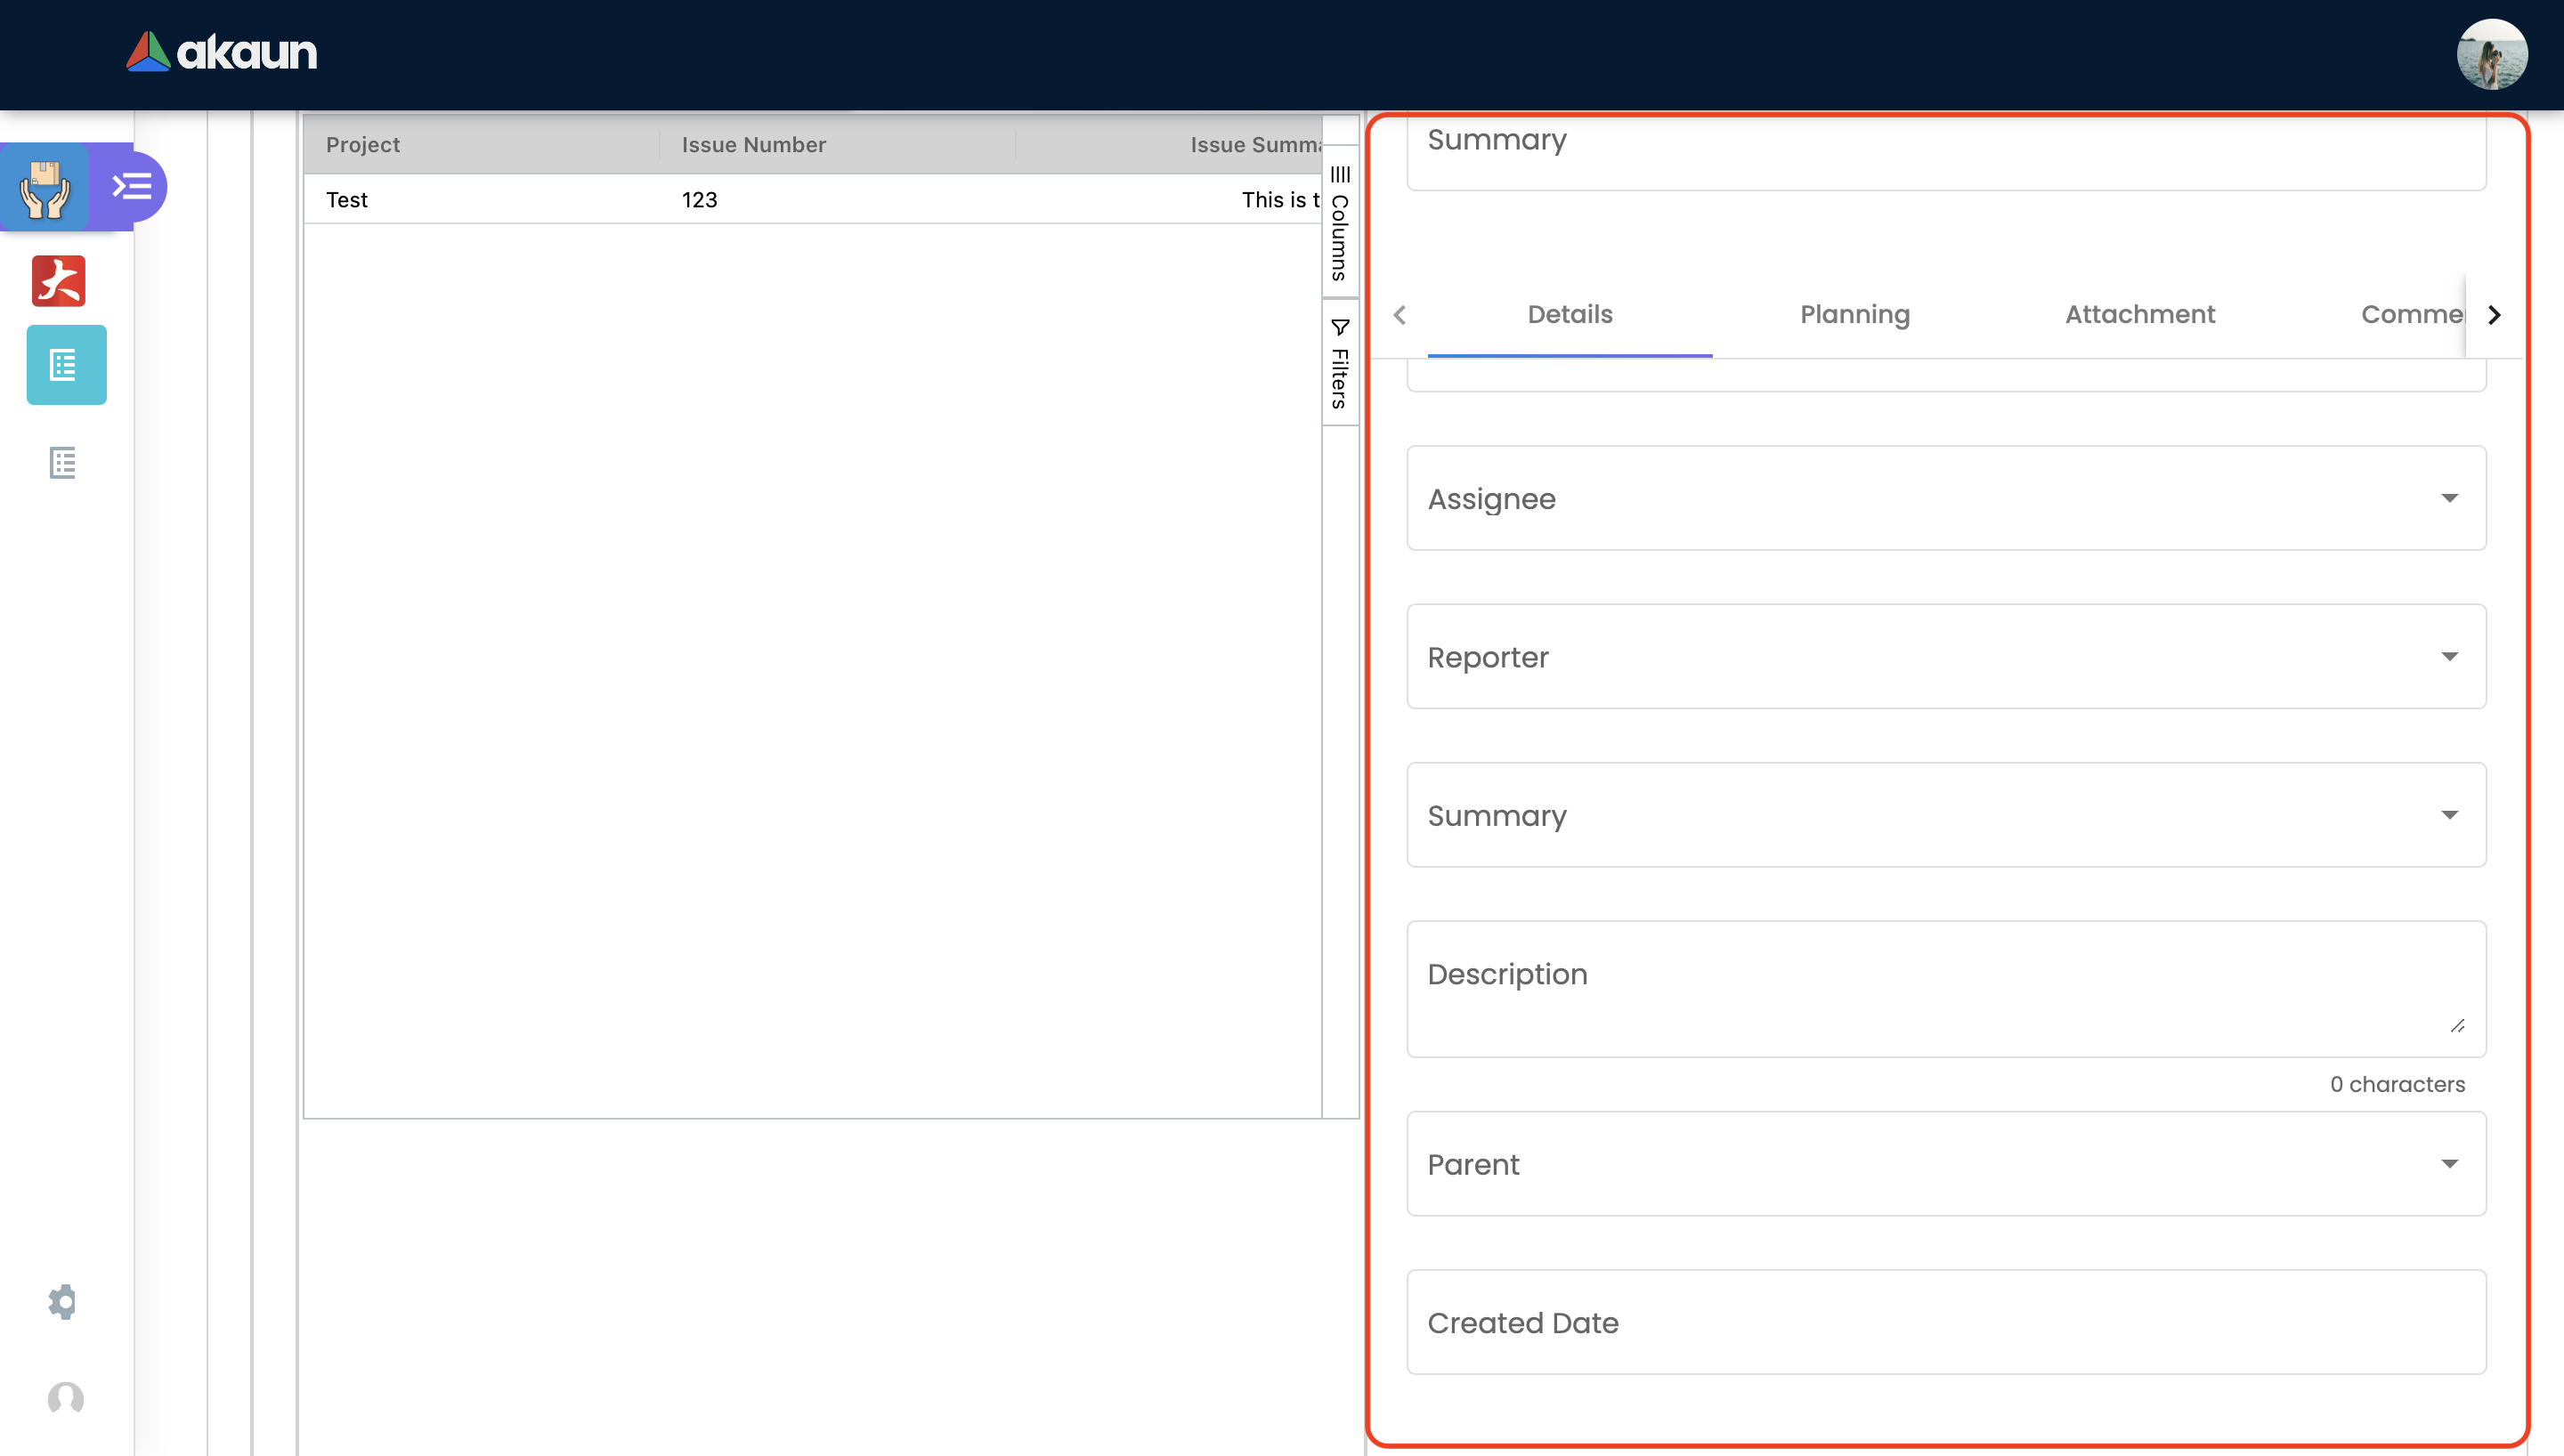 akaun
Project
Issue Number
Issue Summa
Test
123
This is t
Columns
Filters
Summary
Details
Planning
Attachment
Comme
Assignee
Reporter
Summary
Description
0 characters
Parent
Created Date